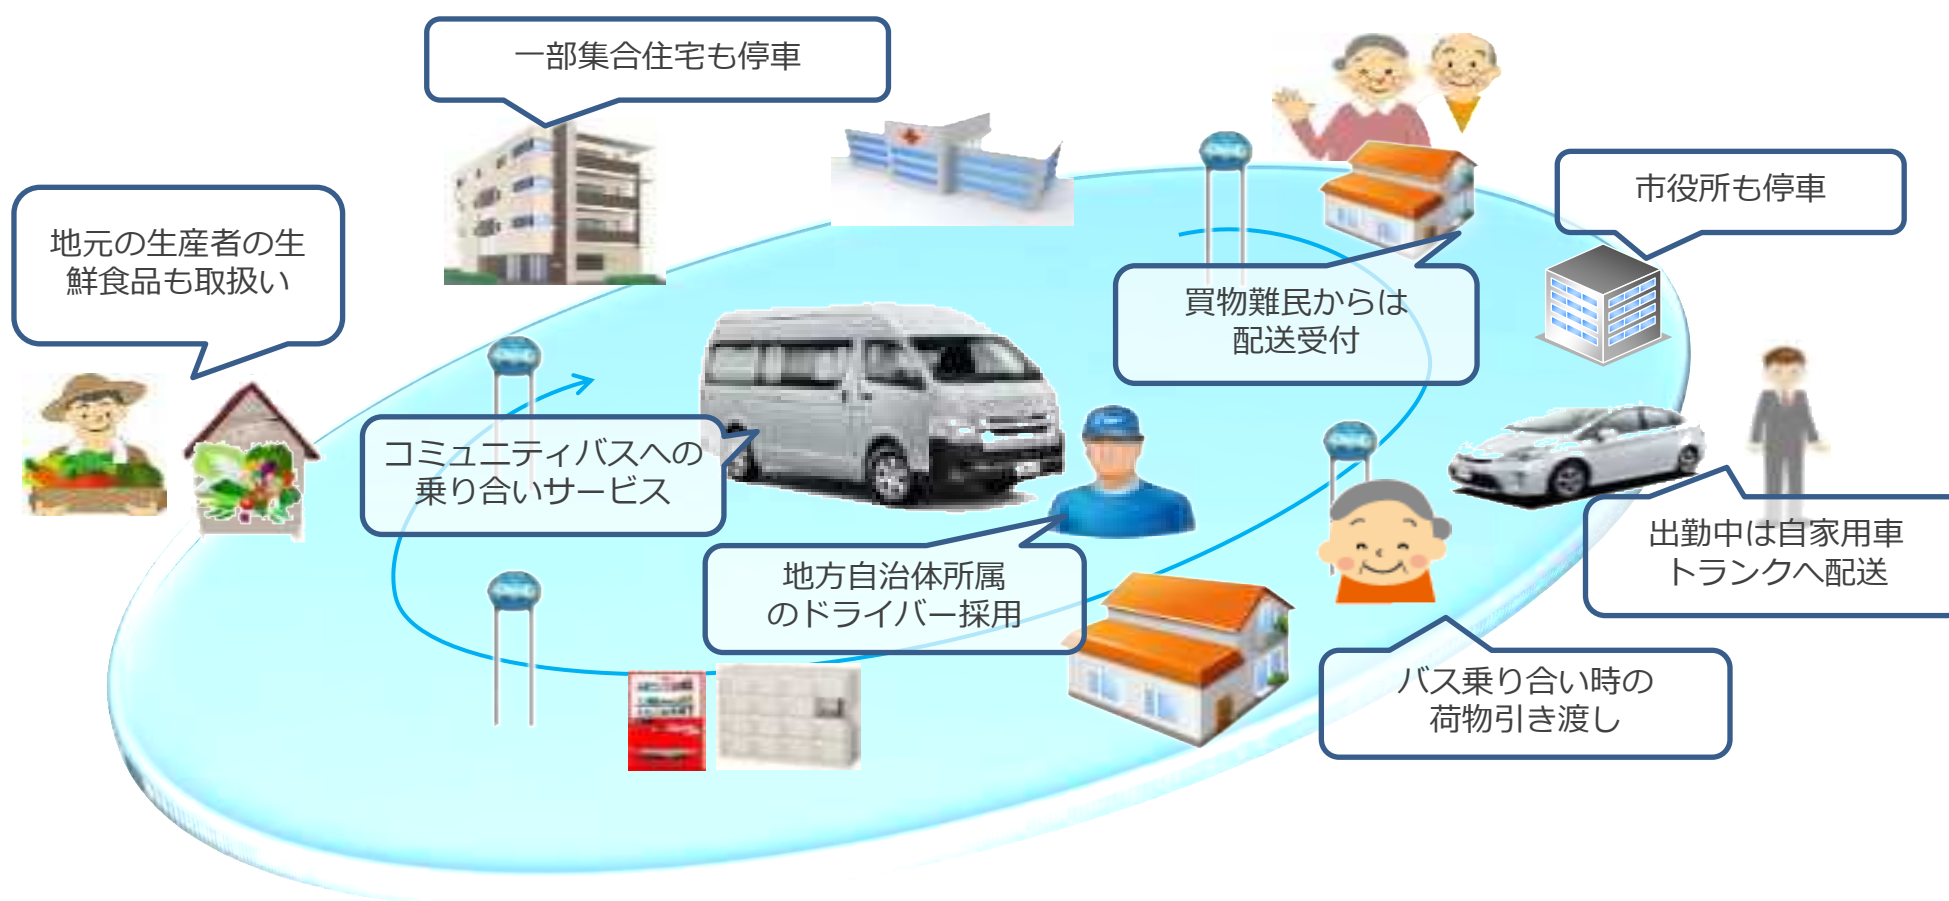 一部集合住宅も停車
市役所も停車
地元の生産者の生
鮮食品も取扱い
買物難民からは
配送受付
コミュニティバスへの
乗り合いサービス
地方自治体所属
のドライバー採用
出勤中は自家用車
トランクへ配送
バス乗り合い時の
荷物引き渡し